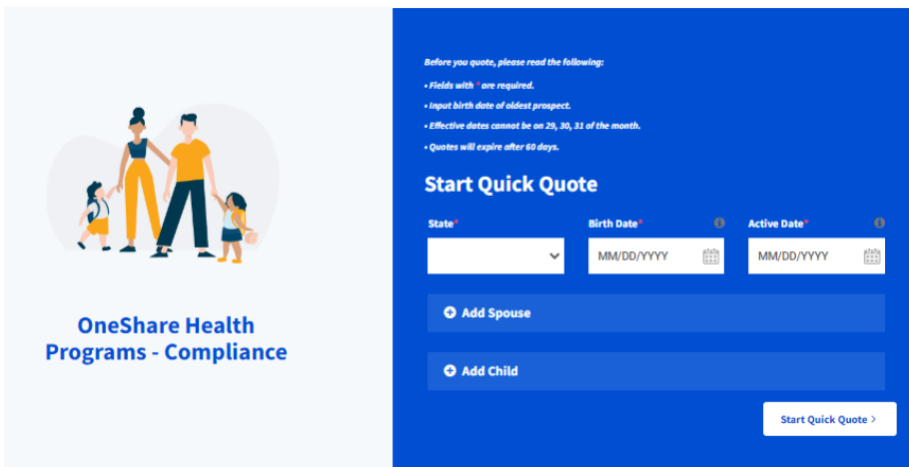 Before you quote, please read the following:
• Fields with * are required.
• Input birth date of oldest prospect.
• Effective dates cannot be on 29, 30, 31 of the month.
• Quotes will expire after 60 days.
Start Quick Quote
State* Birth Date* Active Date*
MM/DD/YYYY MM/DD/YYYY
Add Spouse
Add Child
Start Quick Quote >
OneShare Health
Programs - Compliance